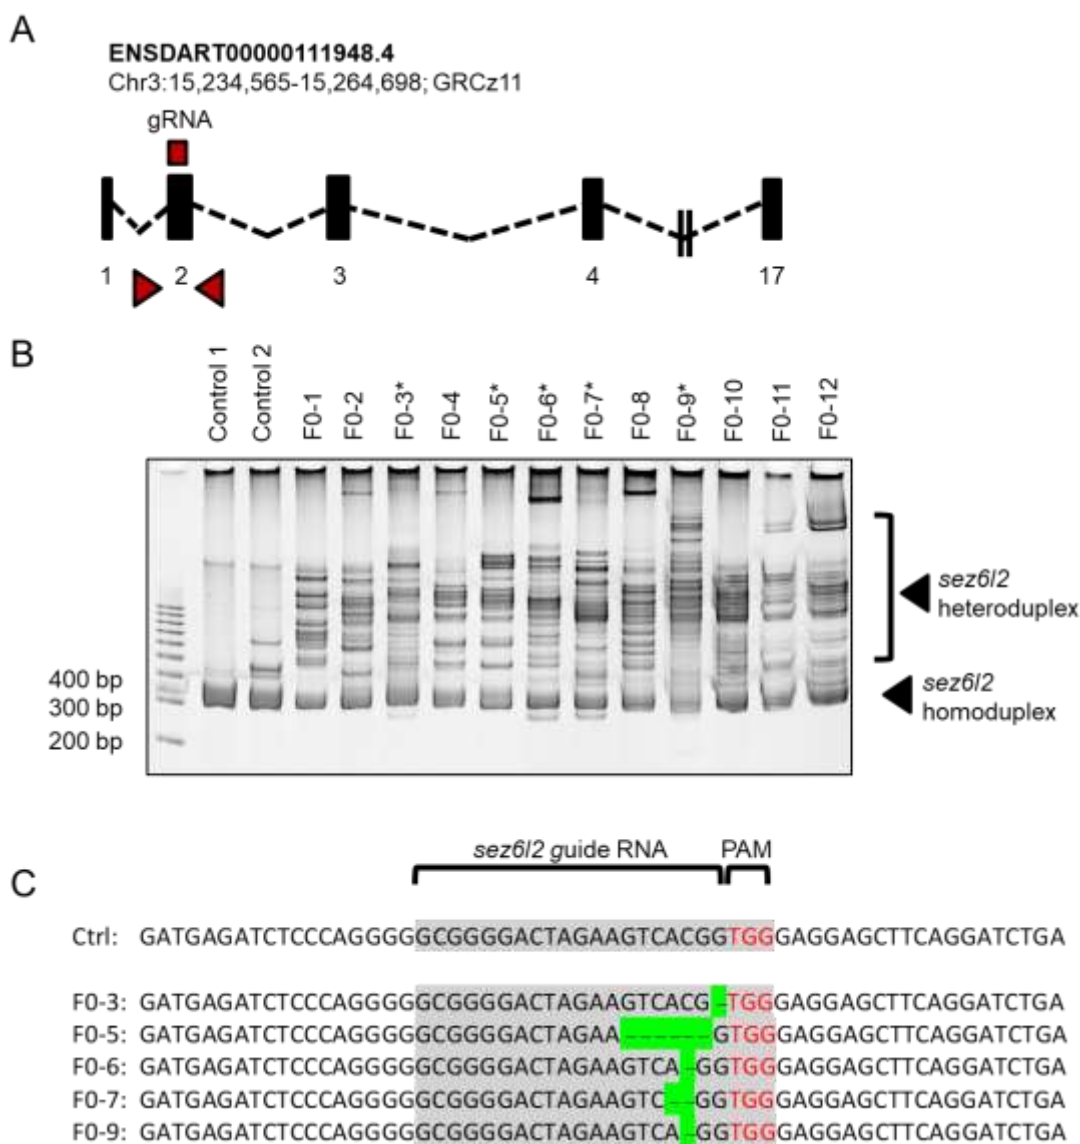 A
ENSDART00000111948.4
Chr3:15,234,565-15,264,698; GRCz11
gRNA
1 2 3 4 17
B
Control 1 Control 2 F0-1 F0-2 F0-3* F0-4 F0-5* F0-6* F0-7* F0-8 F0-9* F0-10 F0-11 F0-12
sez6l2
heteroduplex
400 bp
300 bp
200 bp
sez6l2
homoduplex
sez6l2 guide RNA PAM
C
Ctrl: GATGAGATCTCCCAGGGGGCGGGGACTAGAAGTCACGGTGGGAGGAGCTTCAGGATCTGA
F0-3: GATGAGATCTCCCAGGGGGCGGGGACTAGAAGTCACG-TGGGAGGAGCTTCAGGATCTGA
F0-5: GATGAGATCTCCCAGGGGGCGGGGACTAGAA------GTGGGAGGAGCTTCAGGATCTGA
F0-6: GATGAGATCTCCCAGGGGGCGGGGACTAGAAGTCA-GGTGGGAGGAGCTTCAGGATCTGA
F0-7: GATGAGATCTCCCAGGGGGCGGGGACTAGAAGTC--GGTGGGAGGAGCTTCAGGATCTGA
F0-9: GATGAGATCTCCCAGGGGGCGGGGACTAGAAGTCA-GGTGGGAGGAGCTTCAGGATCTGA